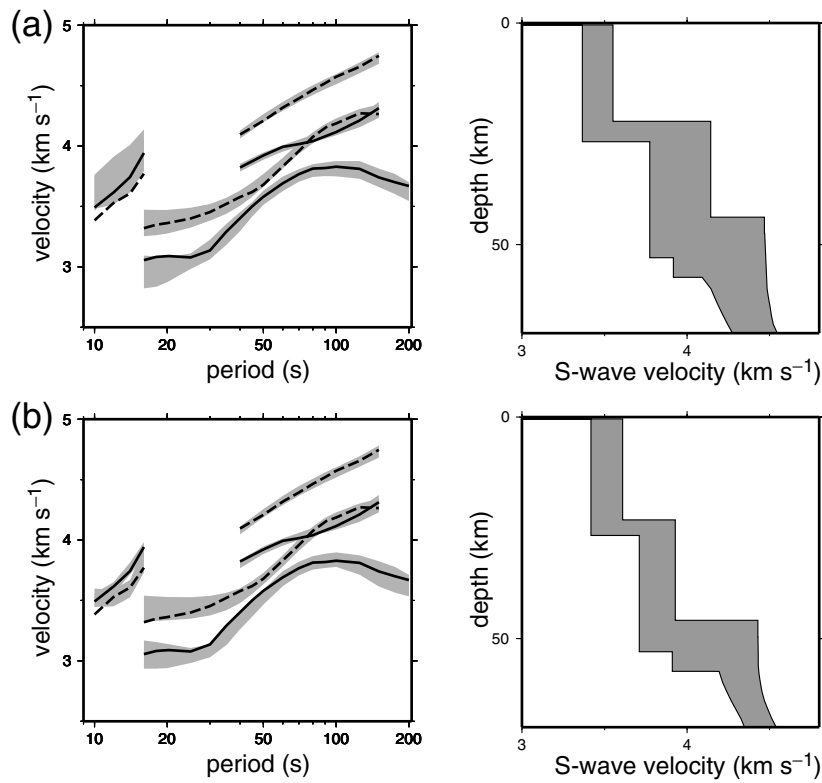 (a)
5
4
3
velocity (km s⁻¹)
10 20 50 100 200
period (s)
0
50
depth (km)
3 4
S-wave velocity (km s⁻¹)
(b)
5
4
3
velocity (km s⁻¹)
10 20 50 100 200
period (s)
0
50
depth (km)
3 4
S-wave velocity (km s⁻¹)